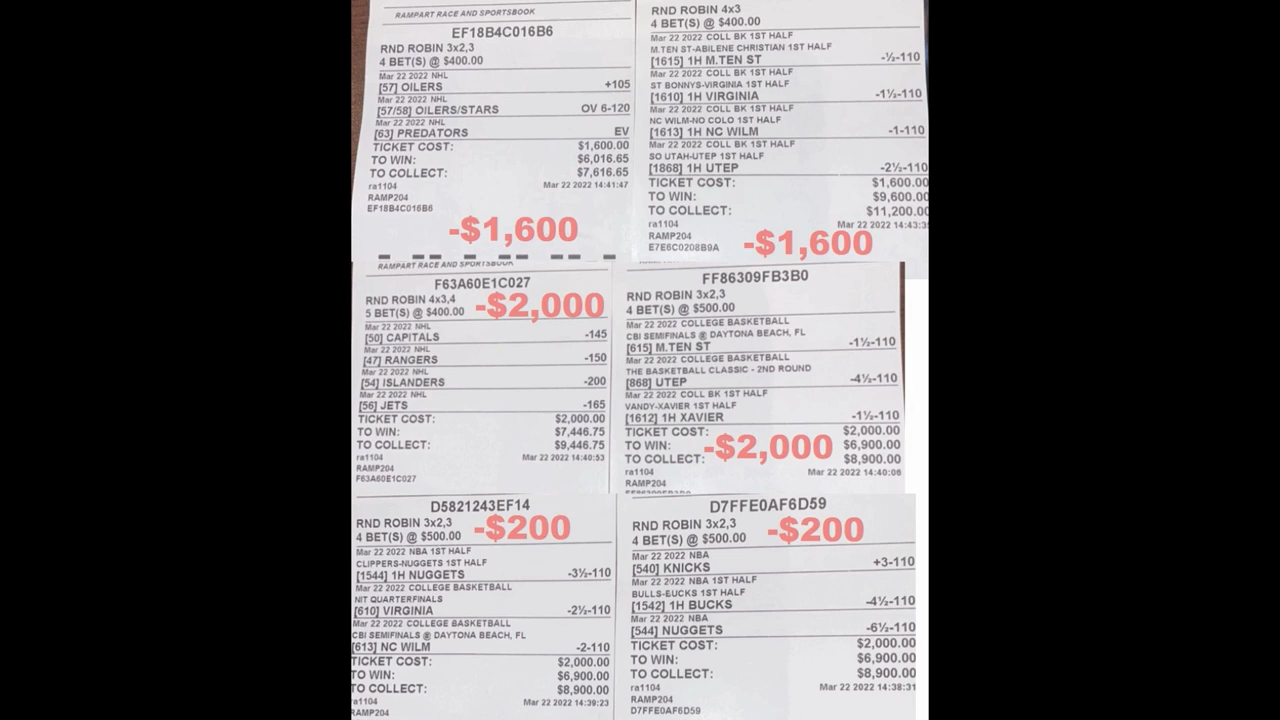 RAMPART RACE AND SPORTSBOOK
EF18B4C016B6
RND ROBIN 3x2,3
4 BET(S) @ $400.00
Mar 22 2022 NHL
[57] OILERS +105
Mar 22 2022 NHL
[57/58] OILERS/STARS OV 6-120
Mar 22 2022 NHL
[63] PREDATORS EV
TICKET COST: $1,600.00
TO WIN: $6,016.65
TO COLLECT: $7,616.65
ra1104 Mar 22 2022 14:41:47
RAMP204
EF18B4C016B6
-$1,600
RND ROBIN 4x3
4 BET(S) @ $400.00
Mar 22 2022 COLL BK 1ST HALF
M.TEN ST-ABILENE CHRISTIAN 1ST HALF
[1615] 1H M.TEN ST -½-110
Mar 22 2022 COLL BK 1ST HALF
ST BONNYS-VIRGINIA 1ST HALF
[1610] 1H VIRGINIA -1½-110
Mar 22 2022 COLL BK 1ST HALF
NC WILM-NO COLO 1ST HALF
[1613] 1H NC WILM -1-110
Mar 22 2022 COLL BK 1ST HALF
SO UTAH-UTEP 1ST HALF
[1868] 1H UTEP -2½-110
TICKET COST: $1,600.00
TO WIN: $9,600.00
TO COLLECT: $11,200.00
ra1104 Mar 22 2022 14:43:3
RAMP204
E7E6C0208B9A
-$1,600
RAMPART RACE AND SPORTSBOOK
F63A60E1C027
RND ROBIN 4x3,4
5 BET(S) @ $400.00
-$2,000
Mar 22 2022 NHL
[50] CAPITALS -145
Mar 22 2022 NHL
[47] RANGERS -150
Mar 22 2022 NHL
[54] ISLANDERS -200
Mar 22 2022 NHL
[56] JETS -165
TICKET COST: $2,000.00
TO WIN: $7,446.75
TO COLLECT: $9,446.75
ra1104 Mar 22 2022 14:40:53
RAMP204
F63A60E1C027
FF86309FB3B0
RND ROBIN 3x2,3
4 BET(S) @ $500.00
Mar 22 2022 COLLEGE BASKETBALL
CBI SEMIFINALS @ DAYTONA BEACH, FL
[615] M.TEN ST -1½-110
Mar 22 2022 COLLEGE BASKETBALL
THE BASKETBALL CLASSIC - 2ND ROUND
[868] UTEP -4½-110
Mar 22 2022 COLL BK 1ST HALF
VANDY-XAVIER 1ST HALF
[1612] 1H XAVIER -1½-110
TICKET COST: $2,000.00
TO WIN: $6,900.00
TO COLLECT: $8,900.00
-$2,000
ra1104 Mar 22 2022 14:40:06
RAMP204
D5821243EF14
RND ROBIN 3x2,3
4 BET(S) @ $500.00
-$200
Mar 22 2022 NBA 1ST HALF
CLIPPERS-NUGGETS 1ST HALF
[1544] 1H NUGGETS -3½-110
Mar 22 2022 COLLEGE BASKETBALL
NIT QUARTERFINALS
[610] VIRGINIA -2½-110
Mar 22 2022 COLLEGE BASKETBALL
CBI SEMIFINALS @ DAYTONA BEACH, FL
[613] NC WILM -2-110
TICKET COST: $2,000.00
TO WIN: $6,900.00
TO COLLECT: $8,900.00
ra1104 Mar 22 2022 14:39:23
RAMP204
D7FFE0AF6D59
RND ROBIN 3x2,3
4 BET(S) @ $500.00
-$200
Mar 22 2022 NBA
[540] KNICKS +3-110
Mar 22 2022 NBA 1ST HALF
BULLS-BUCKS 1ST HALF
[1542] 1H BUCKS -4½-110
Mar 22 2022 NBA
[544] NUGGETS -6½-110
TICKET COST: $2,000.00
TO WIN: $6,900.00
TO COLLECT: $8,900.00
ra1104 Mar 22 2022 14:38:31
RAMP204
D7FFE0AF6D59